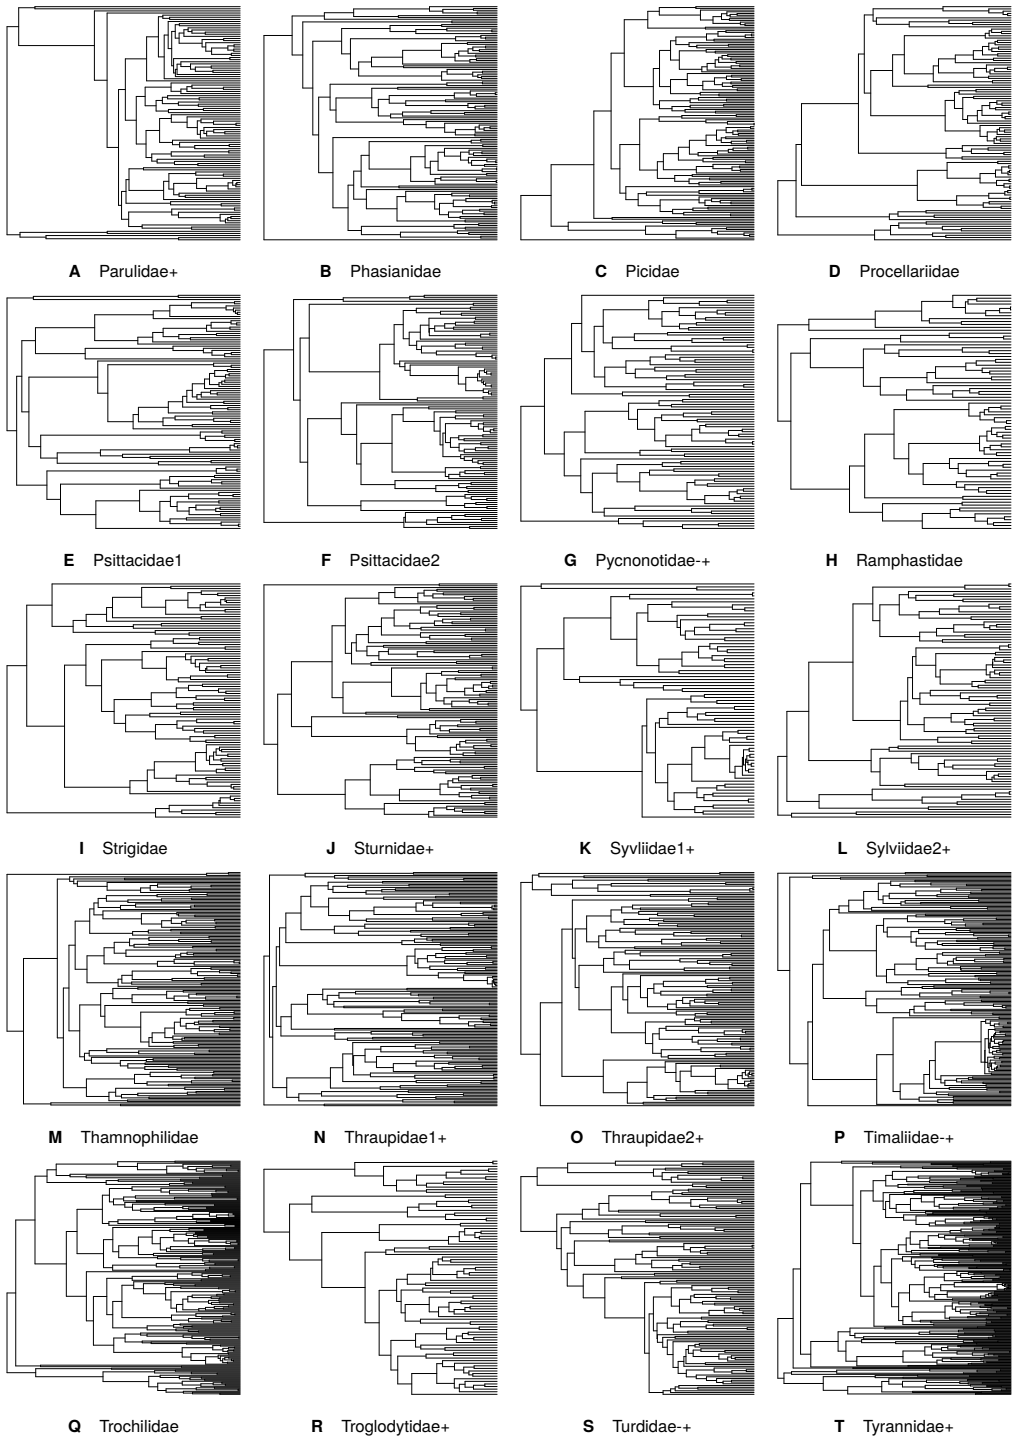 A Parulidae+
B Phasianidae
C Picidae
D Procellariidae
E Psittacidae1
F Psittacidae2
G Pycnonotidae-+
H Ramphastidae
I Strigidae
J Sturnidae+
K Syvliidae1+
L Sylviidae2+
M Thamnophilidae
N Thraupidae1+
O Thraupidae2+
P Timaliidae-+
Q Trochilidae
R Troglodytidae+
S Turdidae-+
T Tyrannidae+